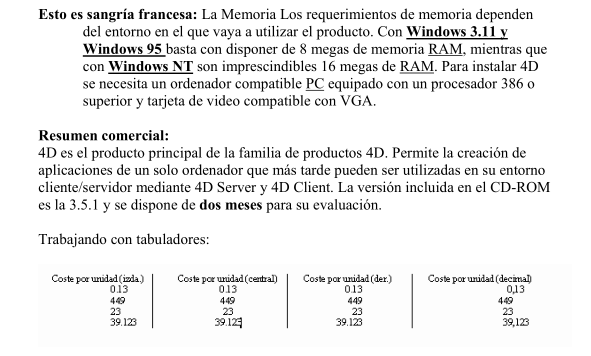 Esto es sangría francesa: La Memoria Los requerimientos de memoria dependen
del entorno en el que vaya a utilizar el producto. Con Windows 3.11 y
Windows 95 basta con disponer de 8 megas de memoria RAM, mientras que
con Windows NT son imprescindibles 16 megas de RAM. Para instalar 4D
se necesita un ordenador compatible PC equipado con un procesador 386 o
superior y tarjeta de video compatible con VGA.
Resumen comercial:
4D es el producto principal de la familia de productos 4D. Permite la creación de
aplicaciones de un solo ordenador que más tarde pueden ser utilizadas en su entorno
cliente/servidor mediante 4D Server y 4D Client. La versión incluida en el CD-ROM
es la 3.5.1 y se dispone de dos meses para su evaluación.
Trabajando con tabuladores:
Coste por unidad (izda.) Coste por unidad (central) Coste por unidad (der.) Coste por unidad (decimal)
0.13 0.13 0.13 0,13
449 449 449 449
23 23 23 23
39.123 39.123 39.123 39,123